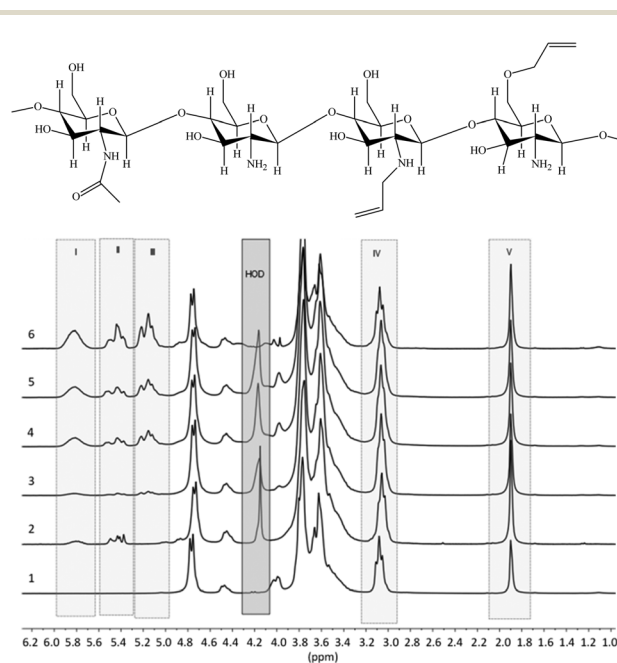 OH
OH
OH
O
H
H
H
H
H
H
H
H
O
O
O
O
O
O
O
O
O
HO
HO
HO
HO
H
H
H
H
H
NH
H
H
NH₂
H
H
NH
H
H
NH₂
H
O
I
II
III
HOD
IV
V
6
5
4
3
2
1
6.2 6.0 5.8 5.6 5.4 5.2 5.0 4.8 4.6 4.4 4.2 4.0 3.8 3.6 3.4 3.2 3.0 2.8 2.6 2.4 2.2 2.0 1.8 1.6 1.4 1.2 1.0
(ppm)